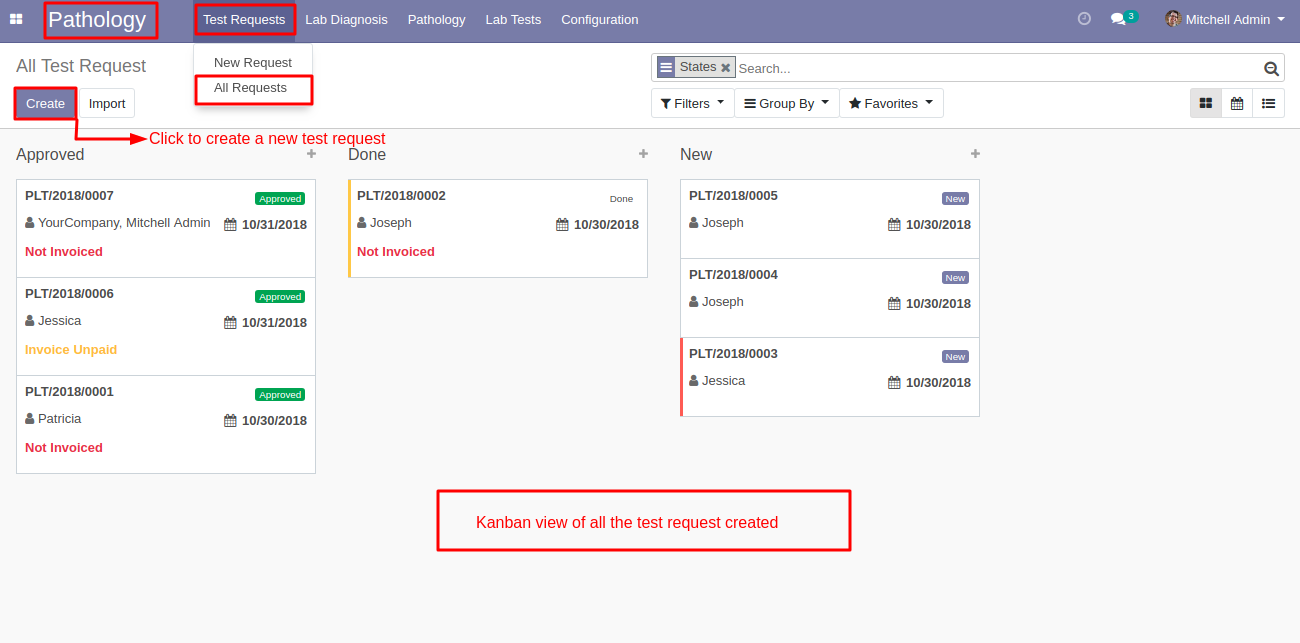 Pathology Test Requests Lab Diagnosis Pathology Lab Tests Configuration 3 Mitchell Admin
All Test Request
New Request
All Requests
States Search...
Create Import
Filters Group By Favorites
Click to create a new test request
Approved
PLT/2018/0007 Approved
YourCompany, Mitchell Admin 10/31/2018
Not Invoiced
PLT/2018/0006 Approved
Jessica 10/31/2018
Invoice Unpaid
PLT/2018/0001 Approved
Patricia 10/30/2018
Not Invoiced
Done
PLT/2018/0002 Done
Joseph 10/30/2018
Not Invoiced
New
PLT/2018/0005 New
Joseph 10/30/2018
PLT/2018/0004 New
Joseph 10/30/2018
PLT/2018/0003 New
Jessica 10/30/2018
Kanban view of all the test request created